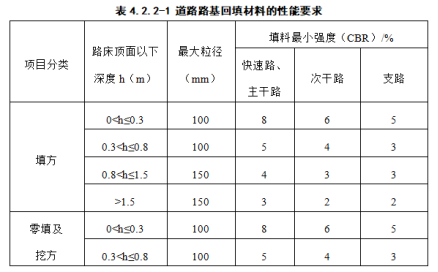 表 4.2.2-1 道路路基回填材料的性能要求
项目分类 路床顶面以下深度 h（m） 最大粒径（mm） 填料最小强度（CBR）/%
快速路、主干路 次干路 支路
填方 0<h≤0.3 100 8 6 5
0.3<h≤0.8 100 5 4 3
0.8<h≤1.5 150 4 3 3
>1.5 150 3 2 2
零填及挖方 0<h≤0.3 100 8 6 5
0.3<h≤0.8 100 5 4 3